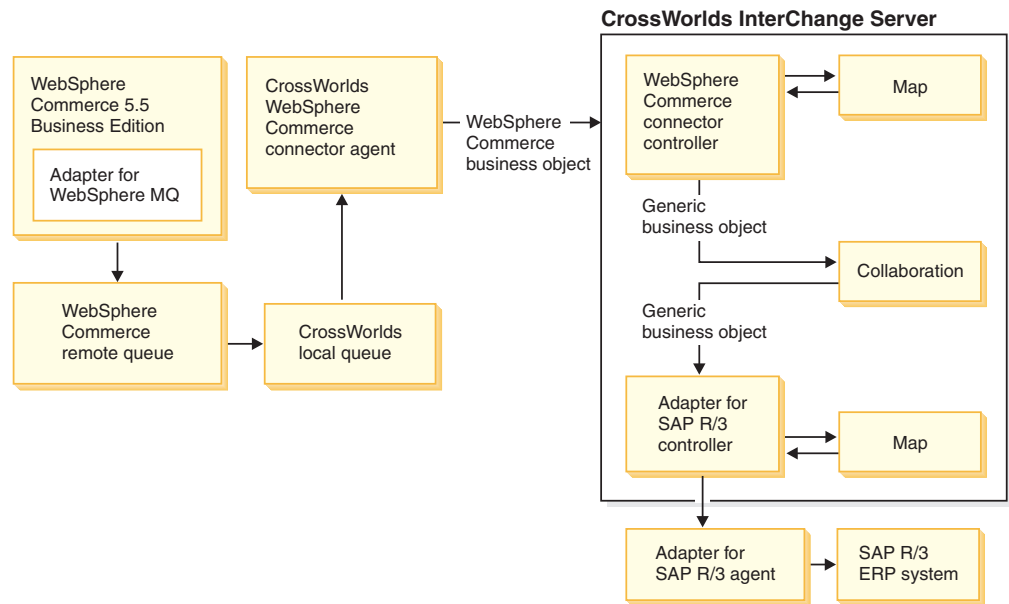 CrossWorlds InterChange Server
WebSphere
Commerce 5.5
Business Edition
Adapter for
WebSphere MQ
CrossWorlds
WebSphere
Commerce
connector agent
WebSphere
Commerce
business object
WebSphere
Commerce
connector
controller
Map
Generic
business object
Collaboration
WebSphere
Commerce
remote queue
CrossWorlds
local queue
Generic
business object
Adapter for
SAP R/3
controller
Map
Adapter for
SAP R/3 agent
SAP R/3
ERP system